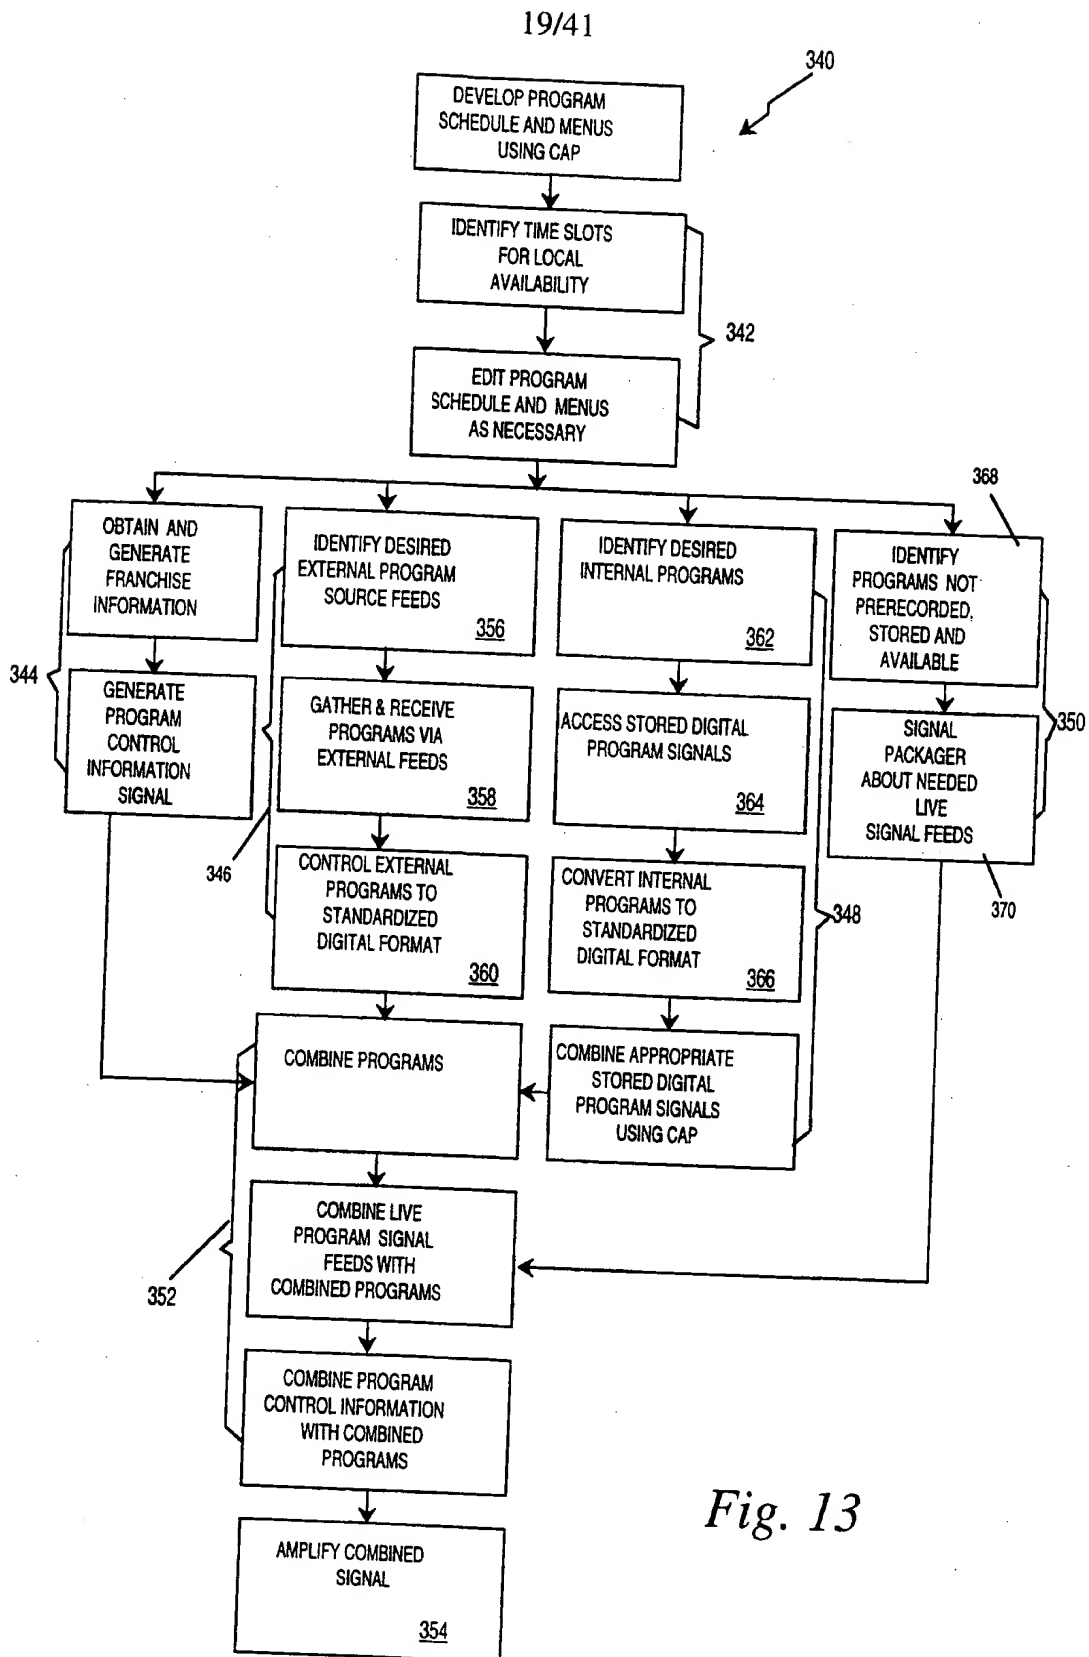 19/41
340
DEVELOP PROGRAM
SCHEDULE AND MENUS
USING CAP
IDENTIFY TIME SLOTS
FOR LOCAL
AVAILABILITY
342
EDIT PROGRAM
SCHEDULE AND MENUS
AS NECESSARY
344
OBTAIN AND
GENERATE
FRANCHISE
INFORMATION
GENERATE
PROGRAM
CONTROL
INFORMATION
SIGNAL
IDENTIFY DESIRED
EXTERNAL PROGRAM
SOURCE FEEDS
356
GATHER & RECEIVE
PROGRAMS VIA
EXTERNAL FEEDS
358
346
CONTROL EXTERNAL
PROGRAMS TO
STANDARDIZED
DIGITAL FORMAT
360
IDENTIFY DESIRED
INTERNAL PROGRAMS
362
ACCESS STORED DIGITAL
PROGRAM SIGNALS
364
CONVERT INTERNAL
PROGRAMS TO
STANDARDIZED
DIGITAL FORMAT
366
348
COMBINE APPROPRIATE
STORED DIGITAL
PROGRAM SIGNALS
USING CAP
368
IDENTIFY
PROGRAMS NOT
PRERECORDED,
STORED AND
AVAILABLE
350
SIGNAL
PACKAGER
ABOUT NEEDED
LIVE
SIGNAL FEEDS
370
COMBINE PROGRAMS
COMBINE LIVE
PROGRAM SIGNAL
FEEDS WITH
COMBINED PROGRAMS
352
COMBINE PROGRAM
CONTROL INFORMATION
WITH COMBINED
PROGRAMS
AMPLIFY COMBINED
SIGNAL
354
Fig. 13